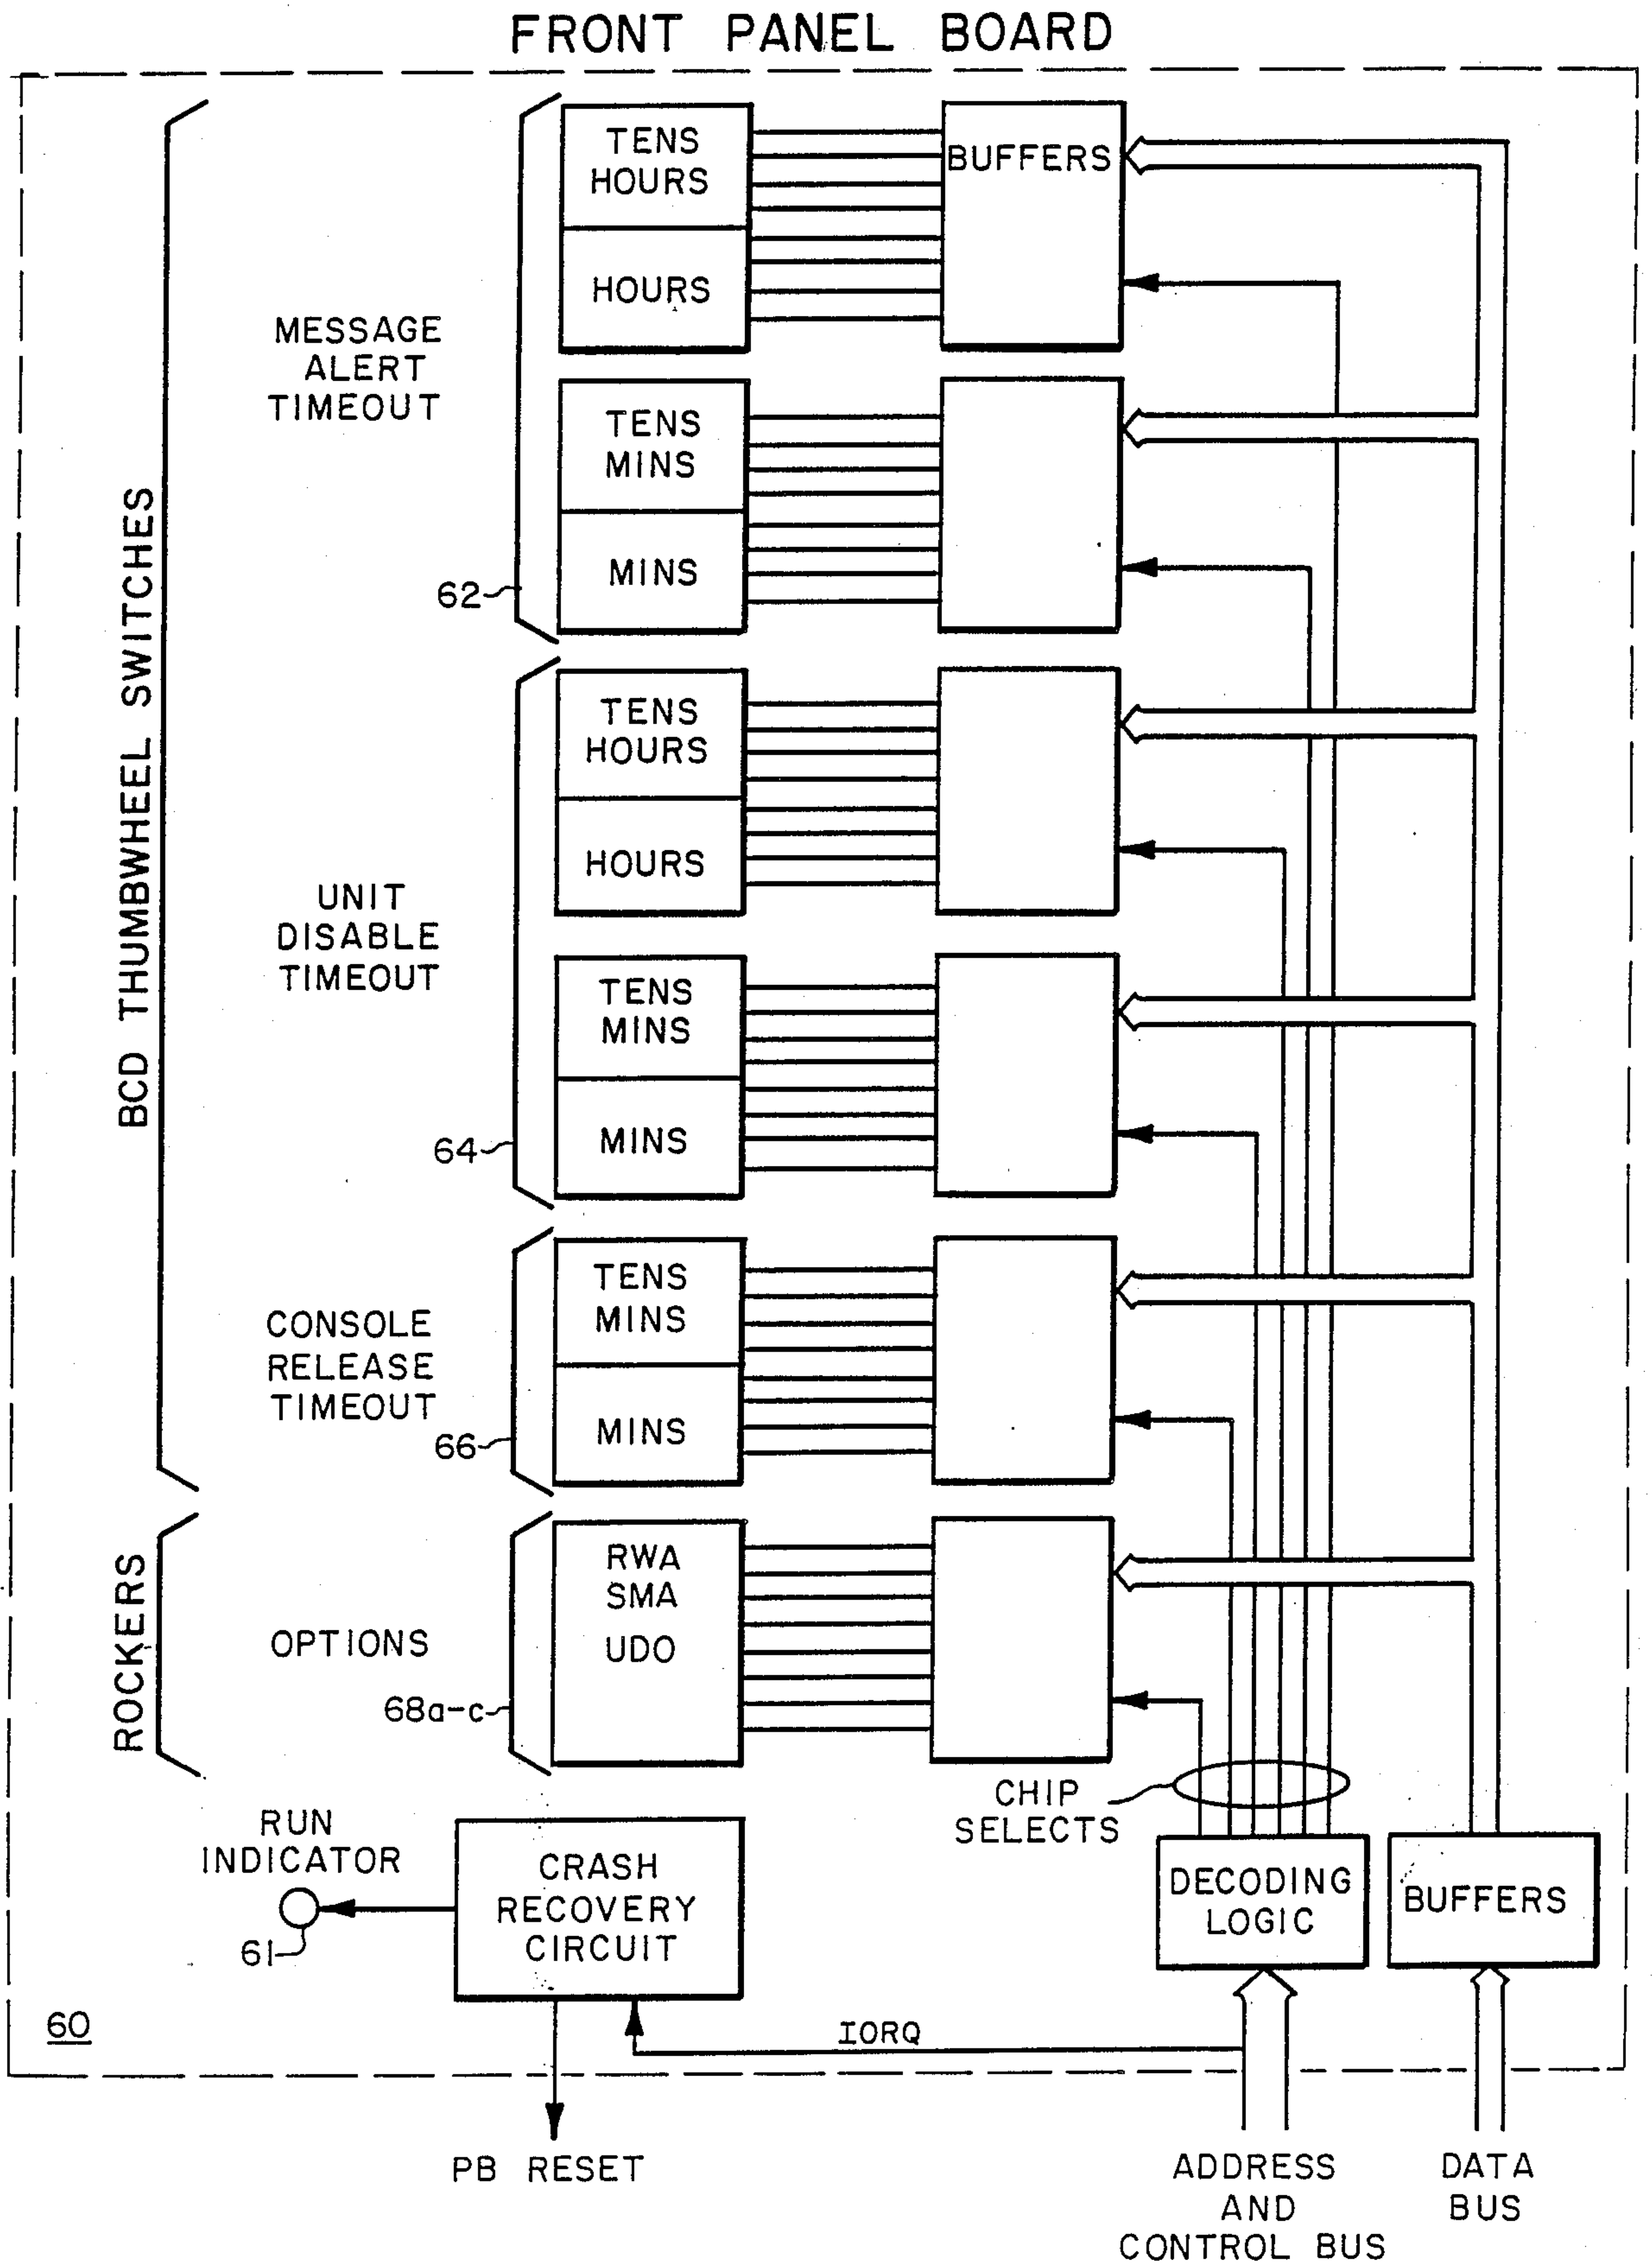 FRONT PANEL BOARD
BCD THUMBWHEEL SWITCHES
MESSAGE
ALERT
TIMEOUT
62
TENS
HOURS
HOURS
BUFFERS
TENS
MINS
MINS
UNIT
DISABLE
TIMEOUT
64
TENS
HOURS
HOURS
TENS
MINS
MINS
CONSOLE
RELEASE
TIMEOUT
66
TENS
MINS
MINS
ROCKERS
OPTIONS
68a-c
RWA
SMA
UDO
CHIP
SELECTS
RUN
INDICATOR
61
CRASH
RECOVERY
CIRCUIT
DECODING
LOGIC
BUFFERS
60
IORQ
PB RESET
ADDRESS
AND
CONTROL BUS
DATA
BUS